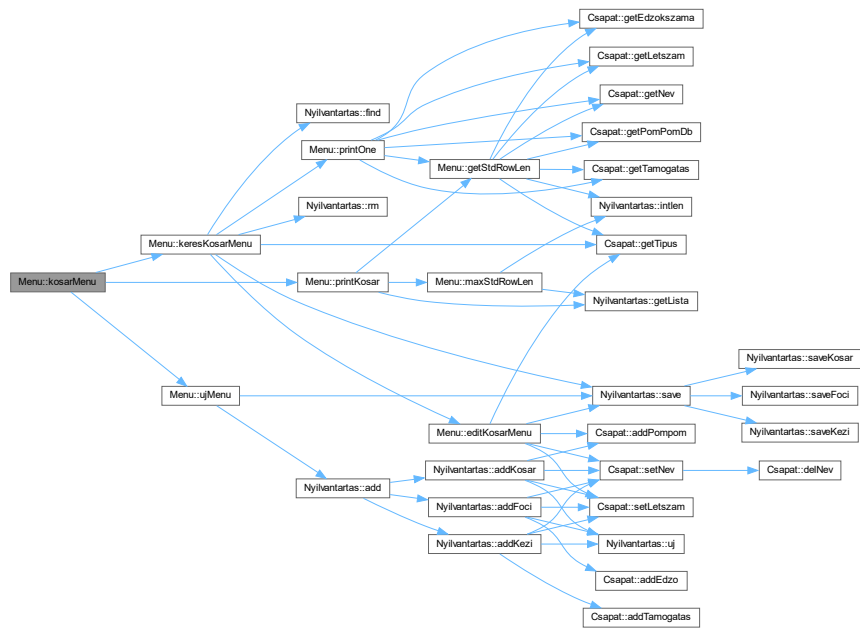 Csapat::getEdzokszama
Csapat::getLetszam
Csapat::getNev
Nyilvantartas::find
Csapat::getPomPomDb
Menu::printOne
Menu::getStdRowLen
Csapat::getTamogatas
Nyilvantartas::rm
Nyilvantartas::intlen
Menu::keresKosarMenu
Csapat::getTipus
Menu::kosarMenu
Menu::printKosar
Menu::maxStdRowLen
Nyilvantartas::getLista
Nyilvantartas::saveKosar
Menu::ujMenu
Nyilvantartas::save
Nyilvantartas::saveFoci
Menu::editKosarMenu
Csapat::addPompom
Nyilvantartas::saveKezi
Nyilvantartas::addKosar
Csapat::setNev
Csapat::delNev
Nyilvantartas::add
Nyilvantartas::addFoci
Csapat::setLetszam
Nyilvantartas::addKezi
Nyilvantartas::uj
Csapat::addEdzo
Csapat::addTamogatas